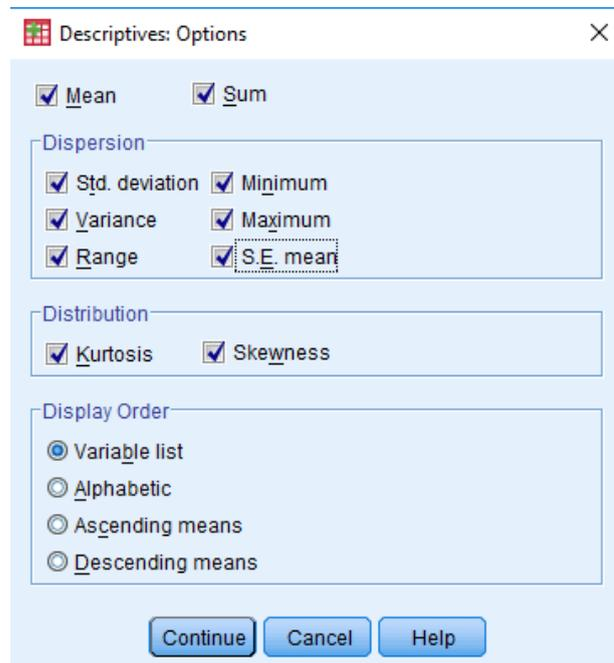 Descriptives: Options
Mean Sum
Dispersion
Std. deviation Minimum
Variance Maximum
Range S.E. mean
Distribution
Kurtosis Skewness
Display Order
Variable list
Alphabetic
Ascending means
Descending means
Continue Cancel Help